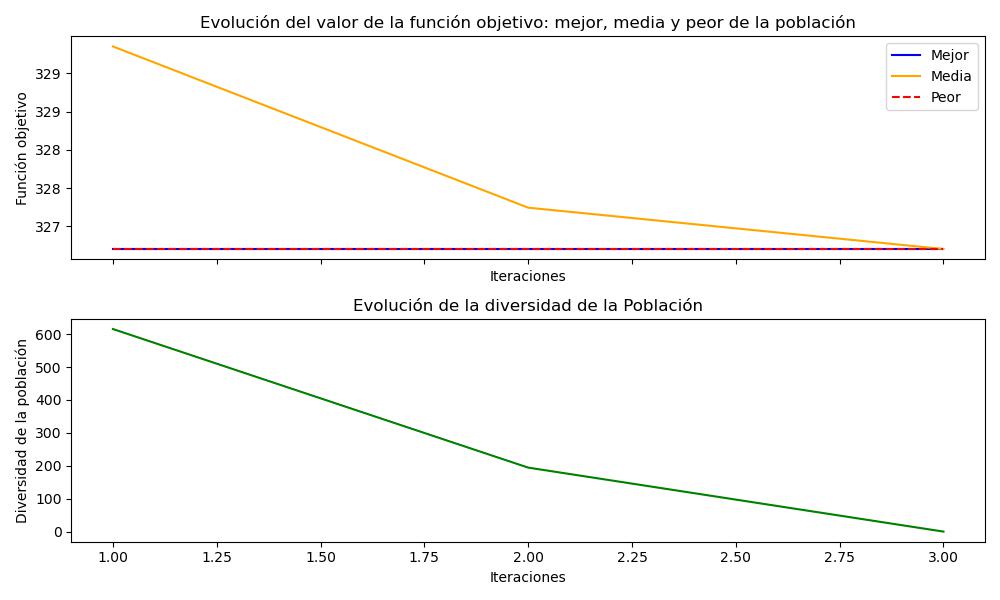 Evolución del valor de la función objetivo: mejor, media y peor de la población
Función objetivo
329
329
328
328
327
Mejor
Media
Peor
Iteraciones
Evolución de la diversidad de la Población
Diversidad de la población
600
500
400
300
200
100
0
1.00 1.25 1.50 1.75 2.00 2.25 2.50 2.75 3.00
Iteraciones